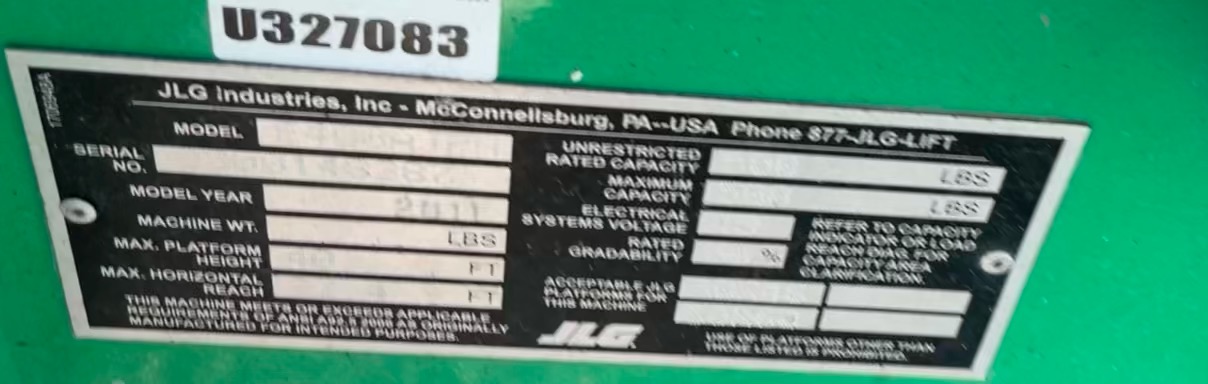 U327083
1706948A
JLG Industries, Inc - McConnellsburg, PA--USA Phone 877-JLG-LIFT
MODEL
SERIAL
NO.
MODEL YEAR 2011
MACHINE WT. LBS
MAX. PLATFORM
HEIGHT FT
MAX. HORIZONTAL
REACH FT
THIS MACHINE MEETS OR EXCEEDS APPLICABLE
REQUIREMENTS OF ANSI A92.5 2006 AS ORIGINALLY
MANUFACTURED FOR INTENDED PURPOSES.
UNRESTRICTED
RATED CAPACITY LBS
MAXIMUM
CAPACITY LBS
ELECTRICAL
SYSTEMS VOLTAGE
RATED
GRADABILITY %
REFER TO CAPACITY
INDICATOR OR LOAD
REACH DIAG. FOR
CAPACITY AREA
CLARIFICATION.
ACCEPTABLE JLG
PLATFORMS FOR
THIS MACHINE
JLG
USE OF PLATFORMS OTHER THAN
THOSE LISTED IS PROHIBITED.